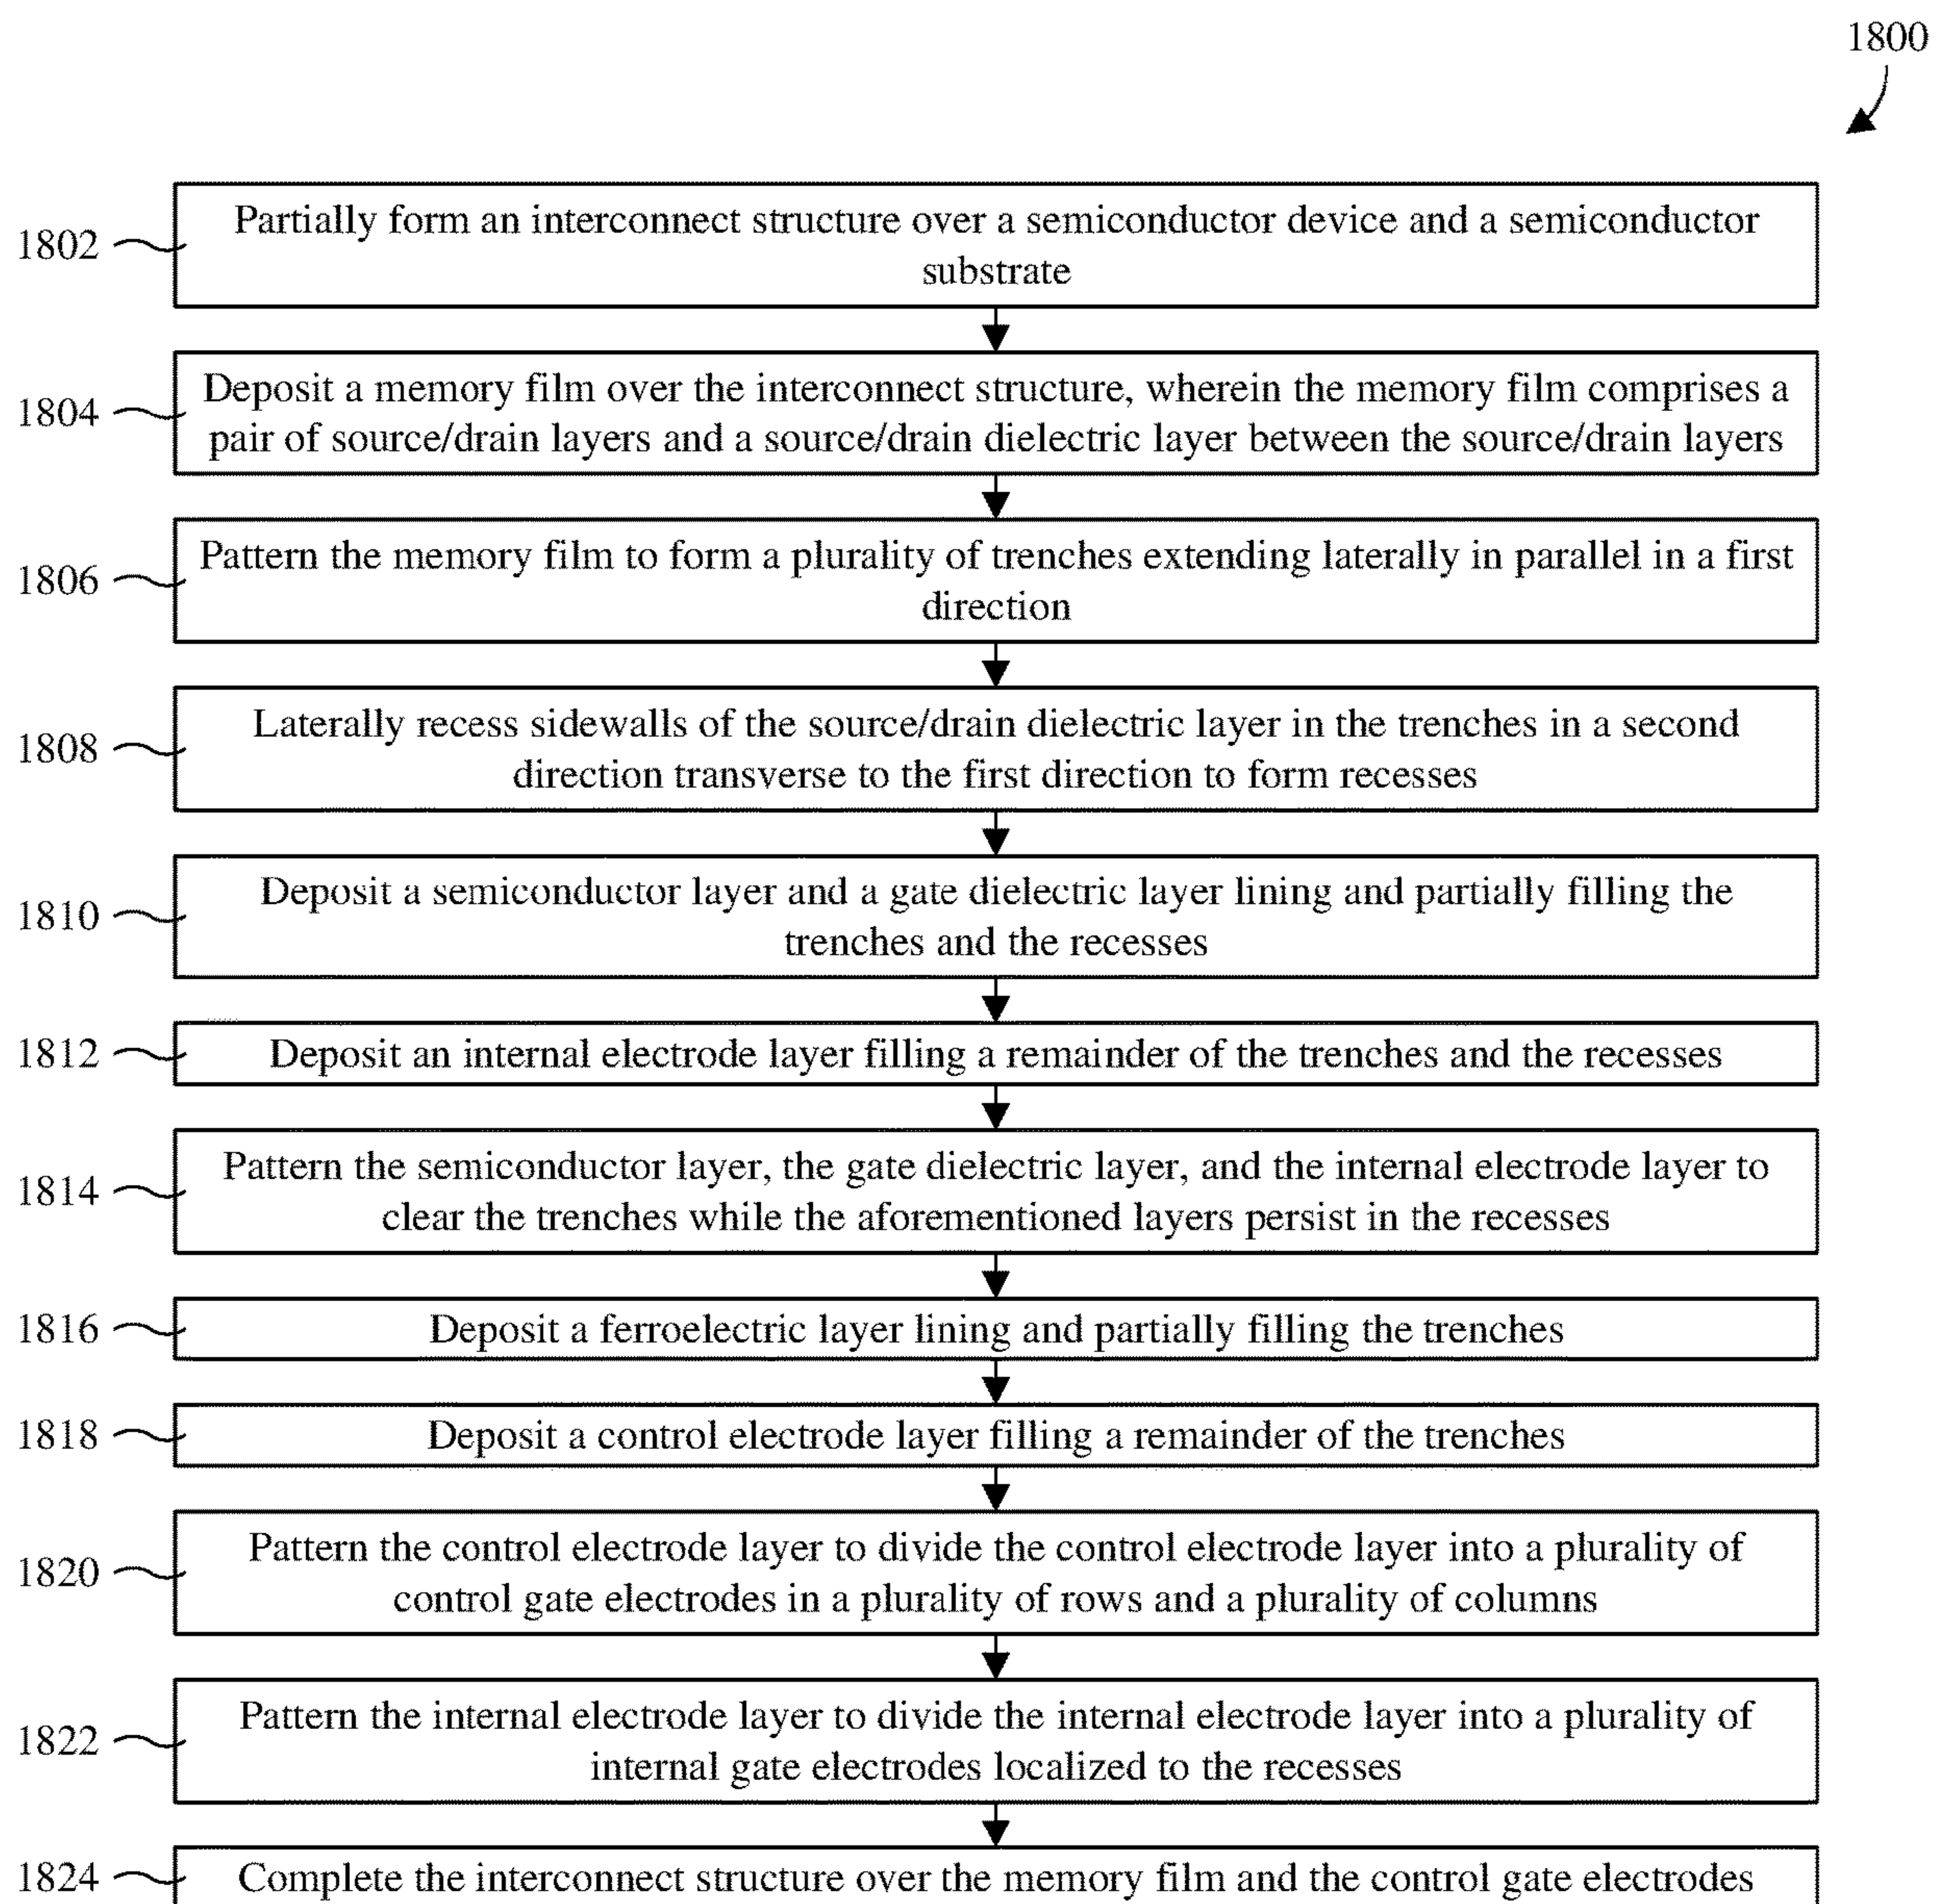 1800
1802
Partially form an interconnect structure over a semiconductor device and a semiconductor
substrate
1804
Deposit a memory film over the interconnect structure, wherein the memory film comprises a
pair of source/drain layers and a source/drain dielectric layer between the source/drain layers
1806
Pattern the memory film to form a plurality of trenches extending laterally in parallel in a first
direction
1808
Laterally recess sidewalls of the source/drain dielectric layer in the trenches in a second
direction transverse to the first direction to form recesses
1810
Deposit a semiconductor layer and a gate dielectric layer lining and partially filling the
trenches and the recesses
1812
Deposit an internal electrode layer filling a remainder of the trenches and the recesses
1814
Pattern the semiconductor layer, the gate dielectric layer, and the internal electrode layer to
clear the trenches while the aforementioned layers persist in the recesses
1816
Deposit a ferroelectric layer lining and partially filling the trenches
1818
Deposit a control electrode layer filling a remainder of the trenches
1820
Pattern the control electrode layer to divide the control electrode layer into a plurality of
control gate electrodes in a plurality of rows and a plurality of columns
1822
Pattern the internal electrode layer to divide the internal electrode layer into a plurality of
internal gate electrodes localized to the recesses
1824
Complete the interconnect structure over the memory film and the control gate electrodes